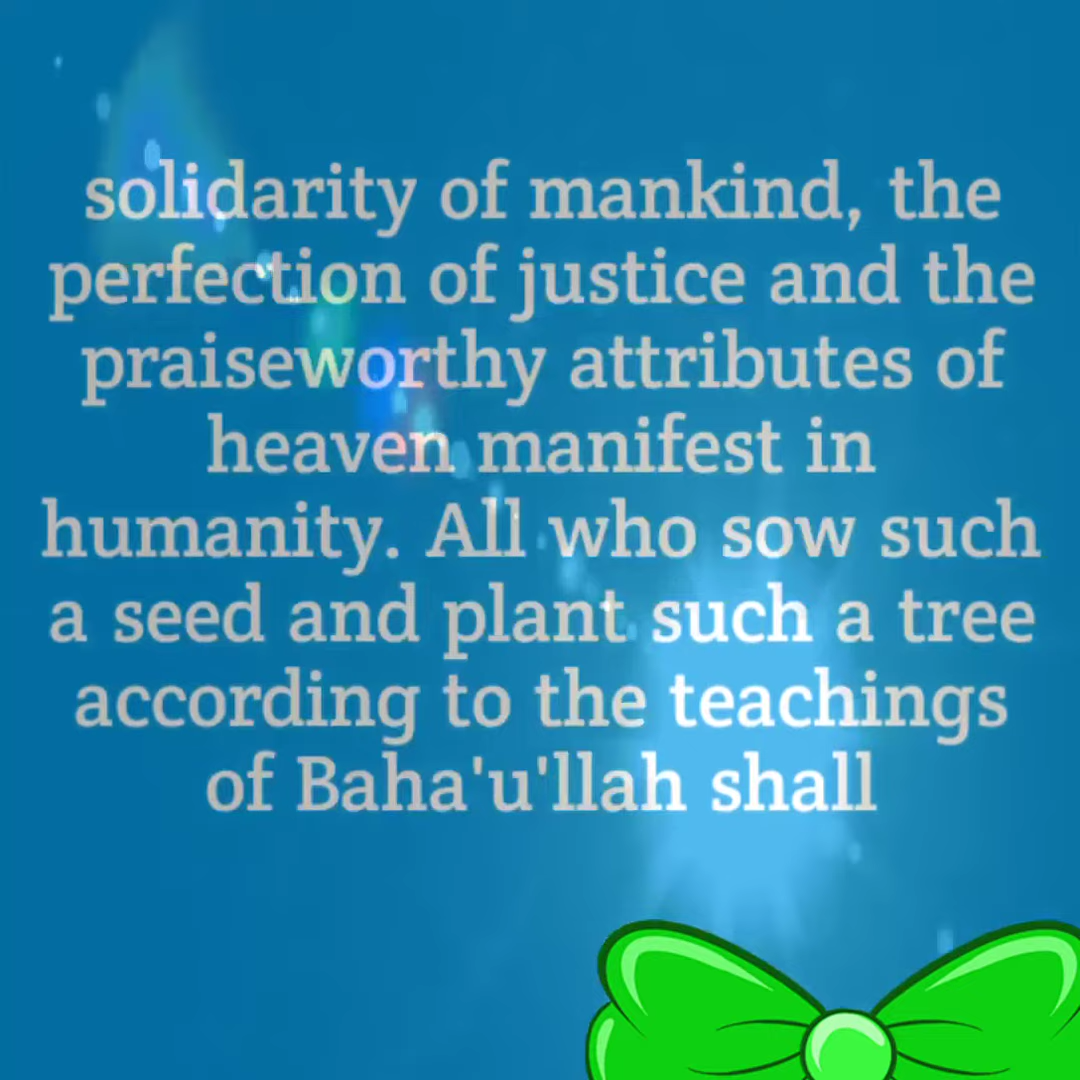 solidarity of mankind, the
perfection of justice and the
praiseworthy attributes of
heaven manifest in
humanity. All who sow such
a seed and plant such a tree
according to the teachings
of Baha'u'llah shall